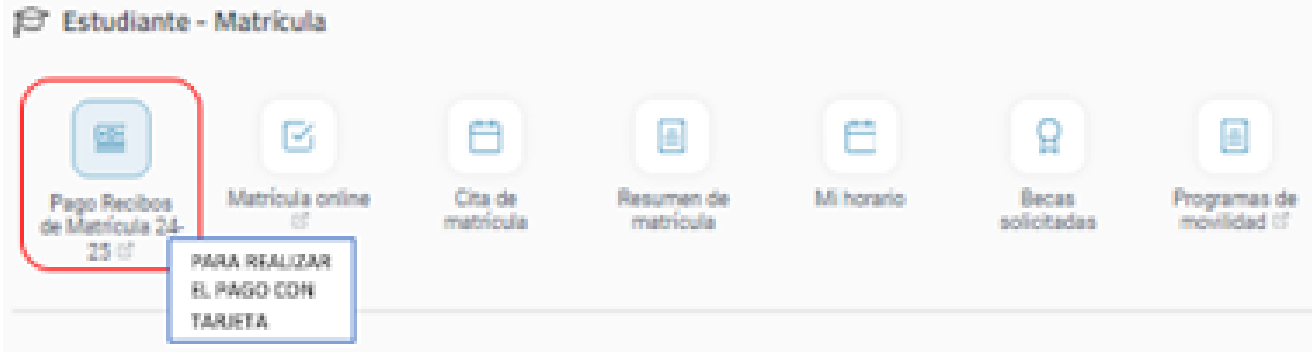 Estudiante - Matrícula
Pago Recibos
de Matrícula 24-
25
Matrícula online
Cita de
matrícula
Resumen de
matrícula
Mi horario
Becas
solicitadas
Programas de
movilidad
PARA REALIZAR
EL PAGO CON
TARJETA